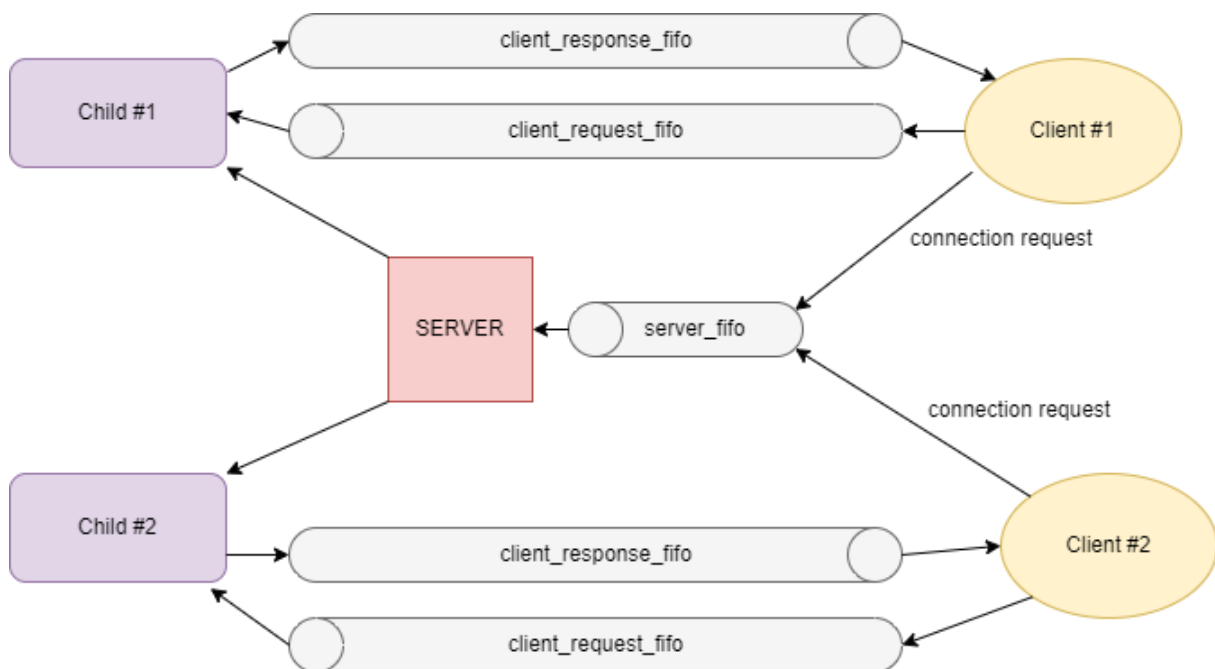 client_response_fifo
Child #1
client_request_fifo
Client #1
connection request
SERVER
server_fifo
connection request
Child #2
client_response_fifo
Client #2
client_request_fifo